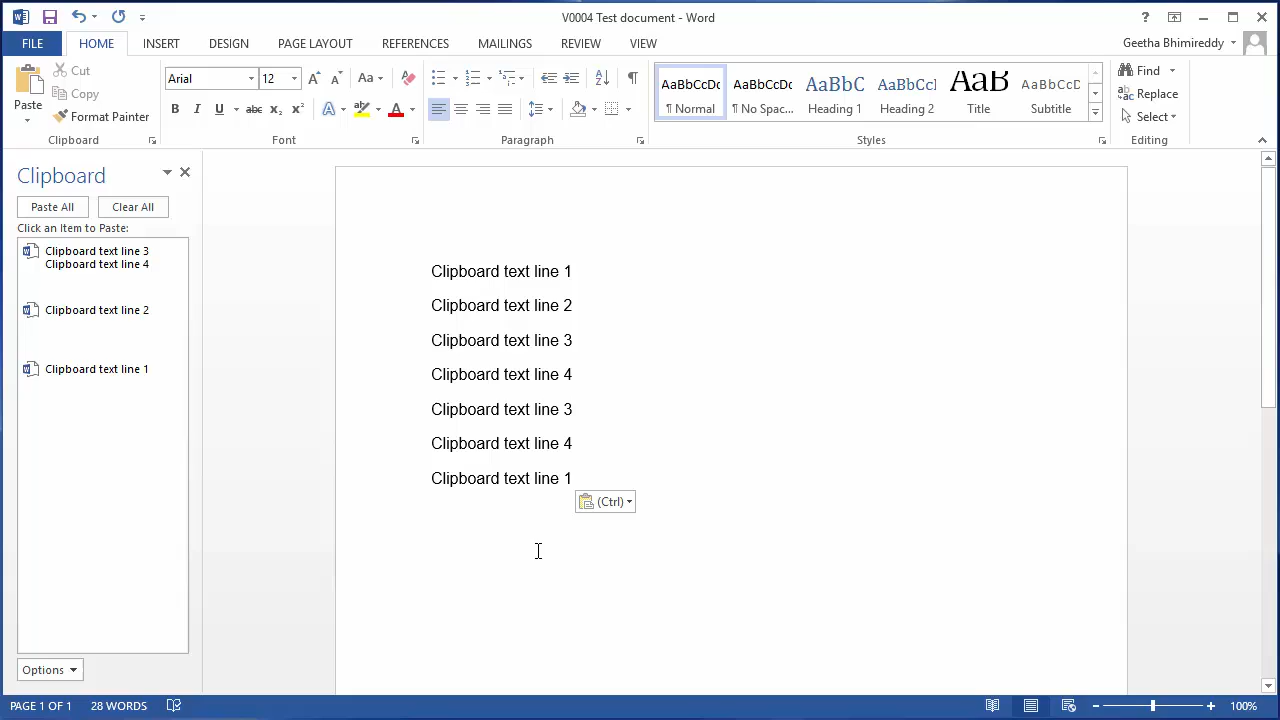 V0004 Test document - Word
FILE HOME INSERT DESIGN PAGE LAYOUT REFERENCES MAILINGS REVIEW VIEW Geetha Bhimireddy
Paste
Cut
Copy
Format Painter
Clipboard
Arial 12 Aa
B I U abc x₂ x² A A
Font
Paragraph
AaBbCcDc AaBbCcDc AaBbC AaBbCcI AaB AaBbCcD
¶ Normal ¶ No Spac... Heading 1 Heading 2 Title Subtitle
Styles
Find
Replace
Select
Editing
Clipboard
Paste All Clear All
Click an Item to Paste:
Clipboard text line 3
Clipboard text line 4
Clipboard text line 2
Clipboard text line 1
Options
Clipboard text line 1
Clipboard text line 2
Clipboard text line 3
Clipboard text line 4
Clipboard text line 3
Clipboard text line 4
Clipboard text line 1
(Ctrl)
PAGE 1 OF 1 28 WORDS 100%